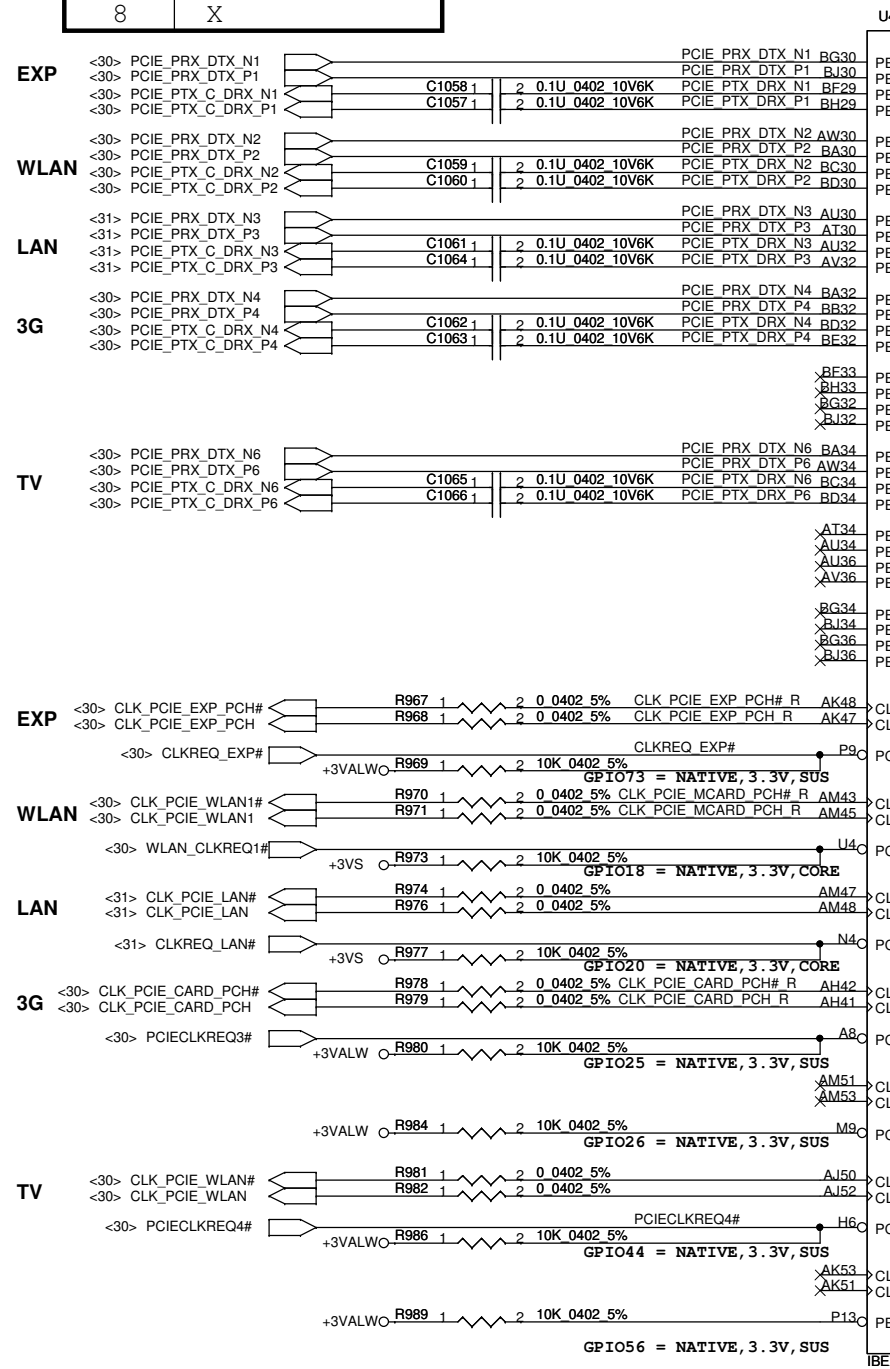 8 X
U4
EXP
<30> PCIE_PRX_DTX_N1 PCIE_PRX_DTX_N1 BG30
<30> PCIE_PRX_DTX_P1 PCIE_PRX_DTX_P1 BJ30
<30> PCIE_PTX_C_DRX_N1 C1058 1 2 0.1U_0402_10V6K PCIE_PTX_DRX_N1 BF29
<30> PCIE_PTX_C_DRX_P1 C1057 1 2 0.1U_0402_10V6K PCIE_PTX_DRX_P1 BH29
WLAN
<30> PCIE_PRX_DTX_N2 PCIE_PRX_DTX_N2 AW30
<30> PCIE_PRX_DTX_P2 PCIE_PRX_DTX_P2 BA30
<30> PCIE_PTX_C_DRX_N2 C1059 1 2 0.1U_0402_10V6K PCIE_PTX_DRX_N2 BC30
<30> PCIE_PTX_C_DRX_P2 C1060 1 2 0.1U_0402_10V6K PCIE_PTX_DRX_P2 BD30
LAN
<31> PCIE_PRX_DTX_N3 PCIE_PRX_DTX_N3 AU30
<31> PCIE_PRX_DTX_P3 PCIE_PRX_DTX_P3 AT30
<31> PCIE_PTX_C_DRX_N3 C1061 1 2 0.1U_0402_10V6K PCIE_PTX_DRX_N3 AU32
<31> PCIE_PTX_C_DRX_P3 C1064 1 2 0.1U_0402_10V6K PCIE_PTX_DRX_P3 AV32
3G
<30> PCIE_PRX_DTX_N4 PCIE_PRX_DTX_N4 BA32
<30> PCIE_PRX_DTX_P4 PCIE_PRX_DTX_P4 BB32
<30> PCIE_PTX_C_DRX_N4 C1062 1 2 0.1U_0402_10V6K PCIE_PTX_DRX_N4 BD32
<30> PCIE_PTX_C_DRX_P4 C1063 1 2 0.1U_0402_10V6K PCIE_PTX_DRX_P4 BE32
BF33
BH33
BG32
BJ32
TV
<30> PCIE_PRX_DTX_N6 PCIE_PRX_DTX_N6 BA34
<30> PCIE_PRX_DTX_P6 PCIE_PRX_DTX_P6 AW34
<30> PCIE_PTX_C_DRX_N6 C1065 1 2 0.1U_0402_10V6K PCIE_PTX_DRX_N6 BC34
<30> PCIE_PTX_C_DRX_P6 C1066 1 2 0.1U_0402_10V6K PCIE_PTX_DRX_P6 BD34
AT34
AU34
AU36
AV36
BG34
BJ34
BG36
BJ36
EXP
<30> CLK_PCIE_EXP_PCH# R967 1 2 0_0402_5% CLK_PCIE_EXP_PCH#_R AK48
<30> CLK_PCIE_EXP_PCH R968 1 2 0_0402_5% CLK_PCIE_EXP_PCH_R AK47
<30> CLKREQ_EXP# CLKREQ_EXP# P9
+3VALW R969 1 2 10K_0402_5%
GPIO73 = NATIVE,3.3V,SUS
WLAN
<30> CLK_PCIE_WLAN1# R970 1 2 0_0402_5% CLK_PCIE_MCARD_PCH#_R AM43
<30> CLK_PCIE_WLAN1 R971 1 2 0_0402_5% CLK_PCIE_MCARD_PCH_R AM45
<30> WLAN_CLKREQ1# U4
+3VS R973 1 2 10K_0402_5%
GPIO18 = NATIVE,3.3V,CORE
LAN
<31> CLK_PCIE_LAN# R974 1 2 0_0402_5% AM47
<31> CLK_PCIE_LAN R976 1 2 0_0402_5% AM48
<31> CLKREQ_LAN# N4
+3VS R977 1 2 10K_0402_5%
GPIO20 = NATIVE,3.3V,CORE
3G
<30> CLK_PCIE_CARD_PCH# R978 1 2 0_0402_5% CLK_PCIE_CARD_PCH#_R AH42
<30> CLK_PCIE_CARD_PCH R979 1 2 0_0402_5% CLK_PCIE_CARD_PCH_R AH41
<30> PCIECLKREQ3# A8
+3VALW R980 1 2 10K_0402_5%
GPIO25 = NATIVE,3.3V,SUS
AM51
AM53
+3VALW R984 1 2 10K_0402_5% M9
GPIO26 = NATIVE,3.3V,SUS
TV
<30> CLK_PCIE_WLAN# R981 1 2 0_0402_5% AJ50
<30> CLK_PCIE_WLAN R982 1 2 0_0402_5% AJ52
<30> PCIECLKREQ4# PCIECLKREQ4# H6
+3VALW R986 1 2 10K_0402_5%
GPIO44 = NATIVE,3.3V,SUS
AK53
AK51
+3VALW R989 1 2 10K_0402_5% P13
GPIO56 = NATIVE,3.3V,SUS